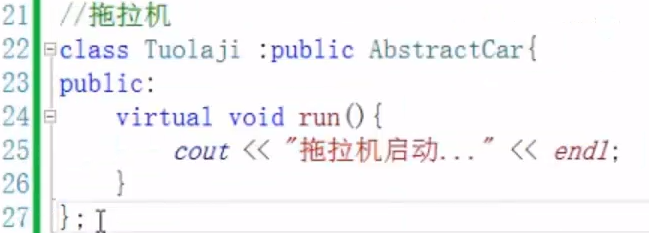 21 //拖拉机
22 class Tuolaji :public AbstractCar{
23 public:
24 virtual void run(){
25 cout << "拖拉机启动..." << endl;
26 }
27 };